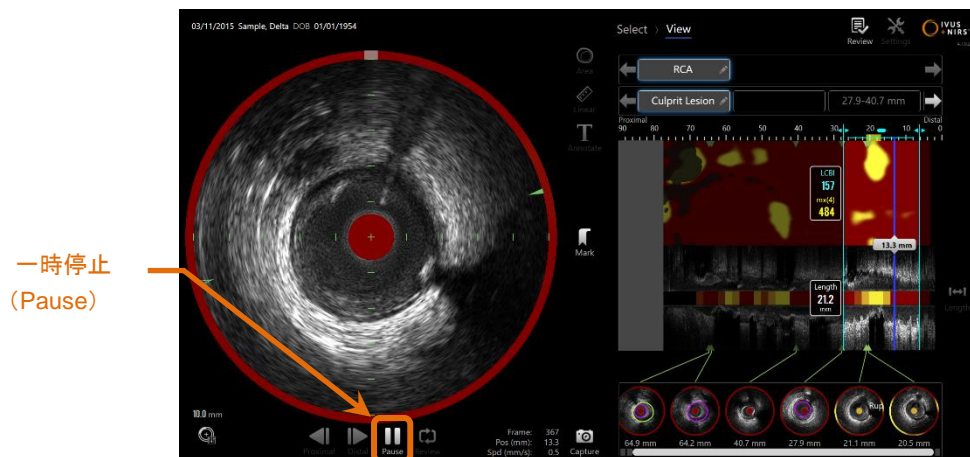 03/11/2015 Sample, Delta DOB 01/01/1954
Select > View
Review
Settings
IVUS
+NIRS
Area
Linear
T
Annotate
RCA
Culprit Lesion
27.9-40.7 mm
Proximal
Distal
90 80 70 60 50 40 30 20 10 0
LCBI
157
mx(4)
484
13.3 mm
Mark
Length
21.2
mm
Length
一時停止
(Pause)
10.0 mm
Proximal
Distal
Pause
Review
Frame: 367
Pos (mm): 13.3
Spd (mm/s): 0.5
Capture
Rup
64.9 mm
64.2 mm
40.7 mm
27.9 mm
21.1 mm
20.5 mm